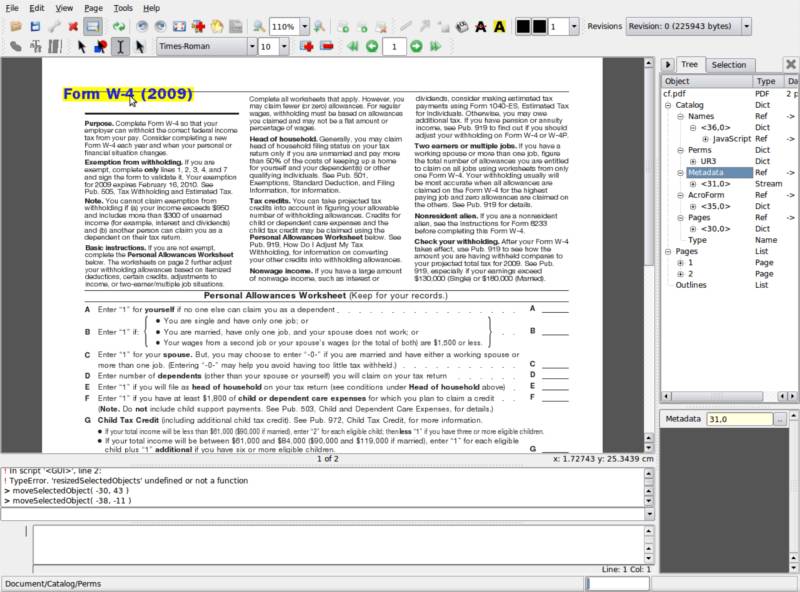 File Edit View Page Tools Help
110% 1 Revisions Revision: 0 (225943 bytes)
Times-Roman 10 1
Form W-4 (2009)
Purpose. Complete Form W-4 so that your
employer can withhold the correct federal income
tax from your pay. Consider completing a new
Form W-4 each year and when your personal or
financial situation changes.
Exemption from withholding. If you are
exempt, complete only lines 1, 2, 3, 4, and 7
and sign the form to validate it. Your exemption
for 2009 expires February 16, 2010. See
Pub. 505, Tax Withholding and Estimated Tax.
Note. You cannot claim exemption from
withholding if (a) your income exceeds $950
and includes more than $300 of unearned
income (for example, interest and dividends)
and (b) another person can claim you as a
dependent on their tax return.
Basic instructions. If you are not exempt,
complete the Personal Allowances Worksheet
below. The worksheets on page 2 further adjust
your withholding allowances based on itemized
deductions, certain credits, adjustments to
income, or two-earner/multiple job situations.
Complete all worksheets that apply. However, you
may claim fewer (or zero) allowances. For regular
wages, withholding must be based on allowances
you claimed and may not be a flat amount or
percentage of wages.
Head of household. Generally, you may claim
head of household filing status on your tax
return only if you are unmarried and pay more
than 50% of the costs of keeping up a home
for yourself and your dependent(s) or other
qualifying individuals. See Pub. 501,
Exemptions, Standard Deduction, and Filing
Information, for information.
Tax credits. You can take projected tax
credits into account in figuring your allowable
number of withholding allowances. Credits for
child or dependent care expenses and the
child tax credit may be claimed using the
Personal Allowances Worksheet below. See
Pub. 919, How Do I Adjust My Tax
Withholding, for information on converting
your other credits into withholding allowances.
Nonwage income. If you have a large amount
of nonwage income, such as interest or
dividends, consider making estimated tax
payments using Form 1040-ES, Estimated Tax
for Individuals. Otherwise, you may owe
additional tax. If you have pension or annuity
income, see Pub. 919 to find out if you should
adjust your withholding on Form W-4 or W-4P.
Two earners or multiple jobs. If you have a
working spouse or more than one job, figure
the total number of allowances you are entitled
to claim on all jobs using worksheets from only
one Form W-4. Your withholding usually will
be most accurate when all allowances are
claimed on the Form W-4 for the highest
paying job and zero allowances are claimed on
the others. See Pub. 919 for details.
Nonresident alien. If you are a nonresident
alien, see the Instructions for Form 8233
before completing this Form W-4.
Check your withholding. After your Form W-4
takes effect, use Pub. 919 to see how the
amount you are having withheld compares to
your projected total tax for 2009. See Pub.
919, especially if your earnings exceed
$130,000 (Single) or $180,000 (Married).
Personal Allowances Worksheet (Keep for your records.)
A Enter "1" for yourself if no one else can claim you as a dependent . . . . . . . . . . A
• You are single and have only one job; or
B Enter "1" if: • You are married, have only one job, and your spouse does not work; or . . B
• Your wages from a second job or your spouse's wages (or the total of both) are $1,500 or less.
C Enter "1" for your spouse. But, you may choose to enter "-0-" if you are married and have either a working spouse or
more than one job. (Entering "-0-" may help you avoid having too little tax withheld.) . . . . . C
D Enter number of dependents (other than your spouse or yourself) you will claim on your tax return . . . . D
E Enter "1" if you will file as head of household on your tax return (see conditions under Head of household above) . E
F Enter "1" if you have at least $1,800 of child or dependent care expenses for which you plan to claim a credit . . F
(Note. Do not include child support payments. See Pub. 503, Child and Dependent Care Expenses, for details.)
G Child Tax Credit (including additional child tax credit). See Pub. 972, Child Tax Credit, for more information.
• If your total income will be less than $61,000 ($90,000 if married), enter "2" for each eligible child; then less "1" if you have three or more eligible children.
• If your total income will be between $61,000 and $84,000 ($90,000 and $119,000 if married), enter "1" for each eligible
child plus "1" additional if you have six or more eligible children. G
1 of 2 x: 1.72743 y: 25.3439 cm
Tree Selection
Object Type Da
cf.pdf PDF 2 p
Catalog Dict
Names Ref ->
<36,0> Dict
JavaScript Ref ->
Perms Dict
UR3 Dict
Metadata Ref ->
<31,0> Stream
AcroForm Ref ->
<35,0> Dict
Pages Ref ->
<30,0> Dict
Type Name
Pages
1 Page
2 Page
Outlines
Metadata 31,0 ..
! In script '<GUI>', line 2:
! TypeError. 'resizedSelectedObjects' undefined or not a function
> moveSelectedObject( -30, 43 )
> moveSelectedObject( -38, -11 )
Line: 1 Col: 1
Document/Catalog/Perms